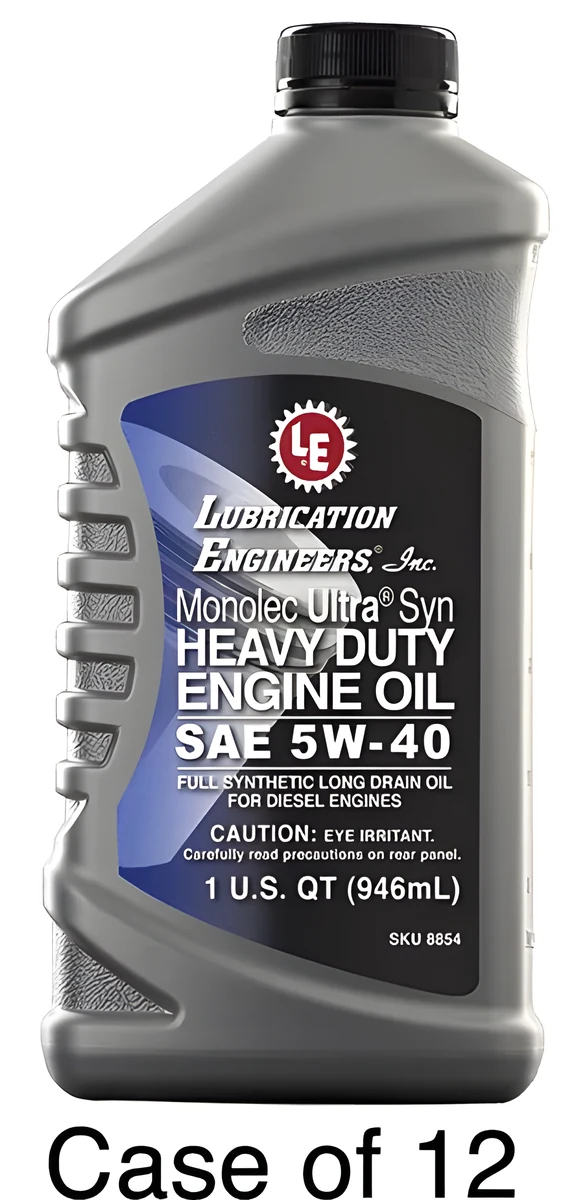 LE
LUBRICATION
ENGINEERS,® Inc.
Monolec Ultra® Syn
HEAVY DUTY
ENGINE OIL
SAE 5W-40
FULL SYNTHETIC LONG DRAIN OIL
FOR DIESEL ENGINES
CAUTION: EYE IRRITANT.
Carefully read precautions on rear panel.
1 U.S. QT (946mL)
SKU 8854
Case of 12